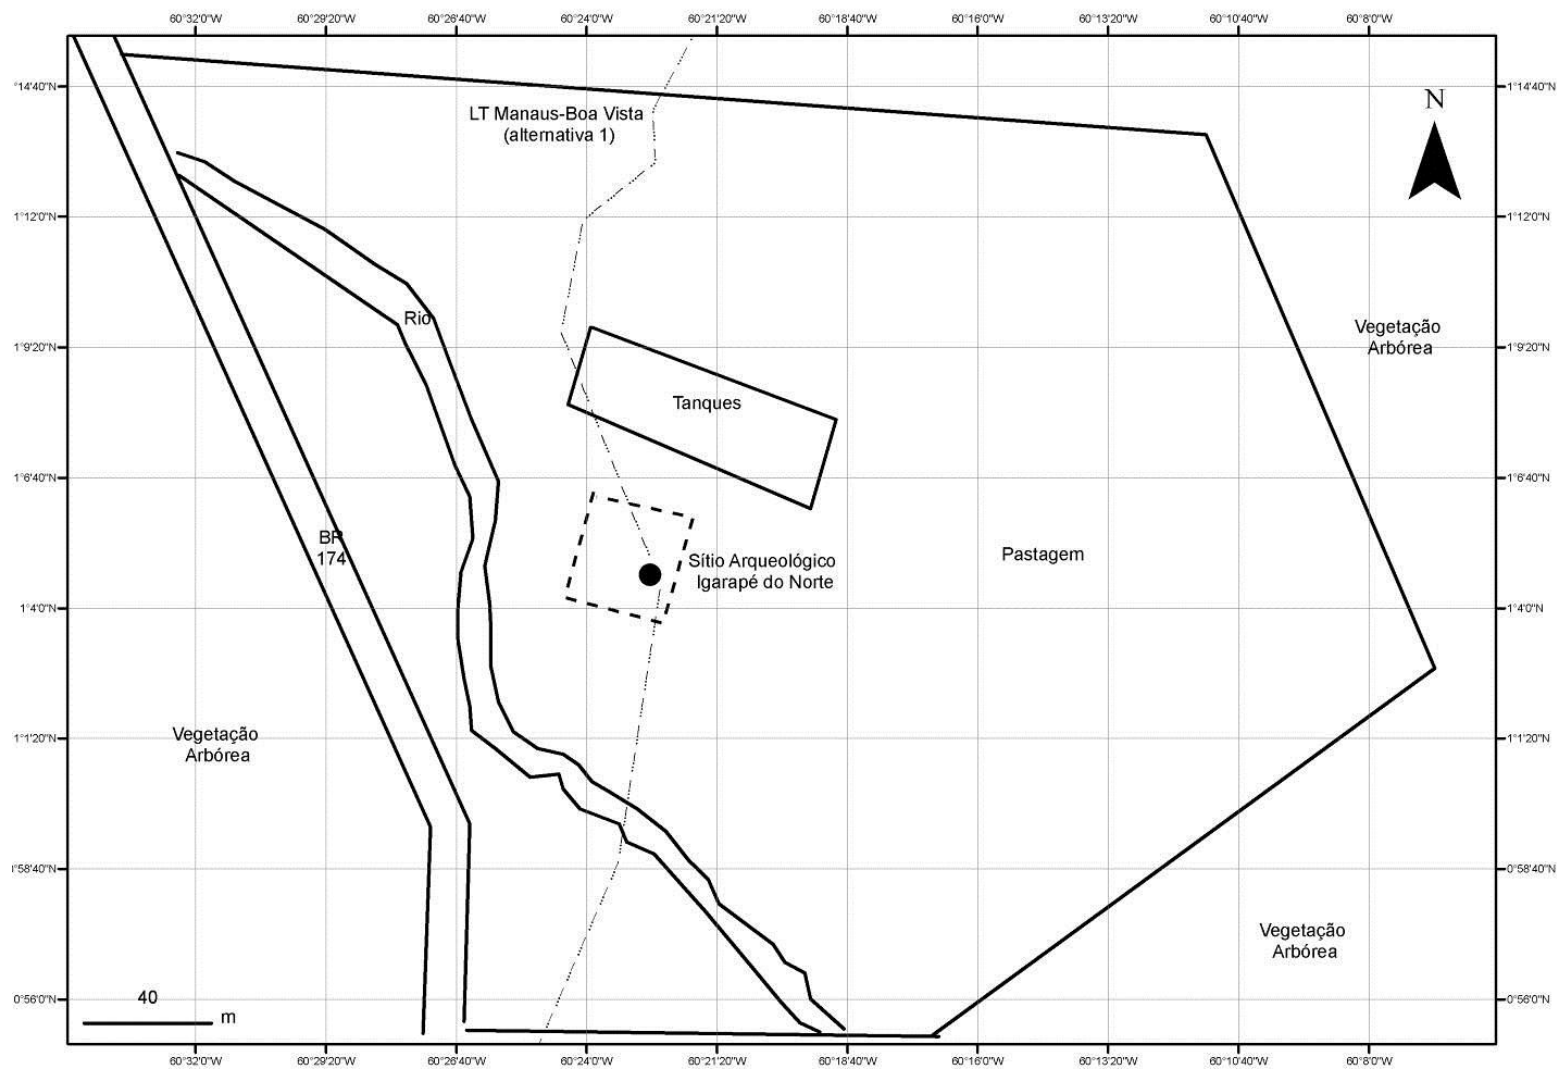 60°32'0"W 60°29'20"W 60°26'40"W 60°24'0"W 60°21'20"W 60°18'40"W 60°16'0"W 60°13'20"W 60°10'40"W 60°8'0"W
°14'40"N
1°14'40"N
N
LT Manaus-Boa Vista
(alternativa 1)
1°12'0"N
1°12'0"N
Rio
1°9'20"N
1°9'20"N
Vegetação
Arbórea
Tanques
1°6'40"N
1°6'40"N
BR
174
Sítio Arqueológico
Igarapé do Norte
Pastagem
1°4'0"N
1°4'0"N
Vegetação
Arbórea
1°1'20"N
1°1'20"N
°58'40"N
0°58'40"N
Vegetação
Arbórea
0°56'0"N
0°56'0"N
40
m
60°32'0"W 60°29'20"W 60°26'40"W 60°24'0"W 60°21'20"W 60°18'40"W 60°16'0"W 60°13'20"W 60°10'40"W 60°8'0"W